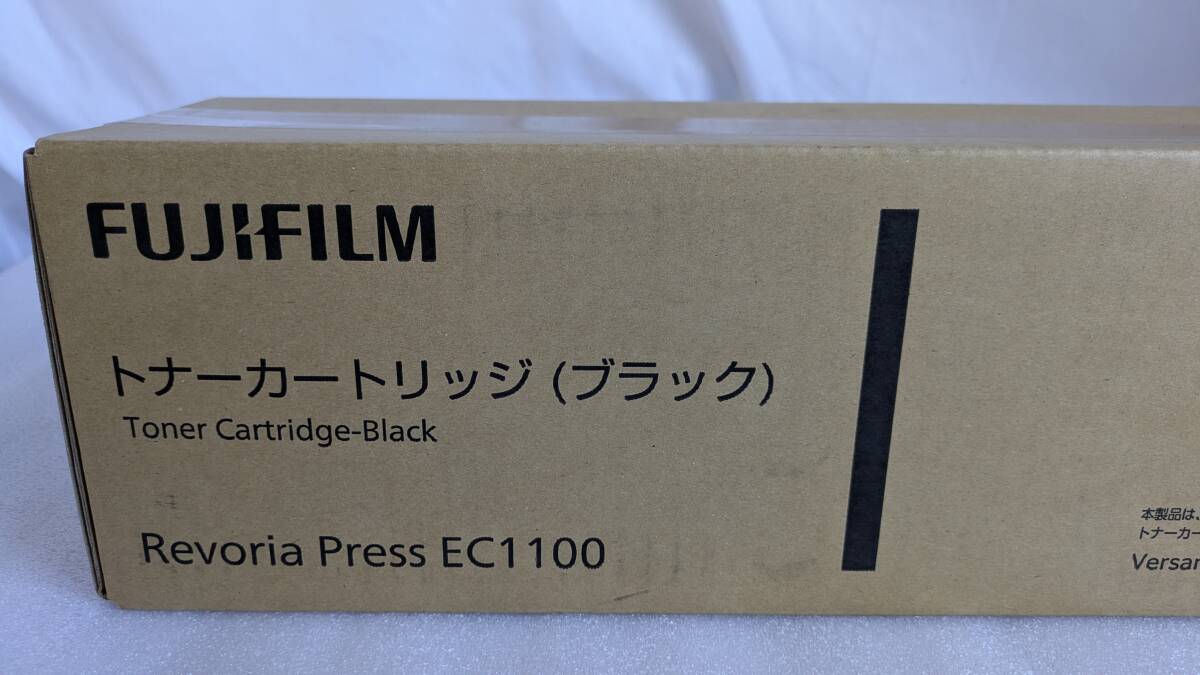 FUJIFILM
トナーカートリッジ (ブラック)
Toner Cartridge-Black
Revoria Press EC1100
本製品は、
トナーカー
Versan